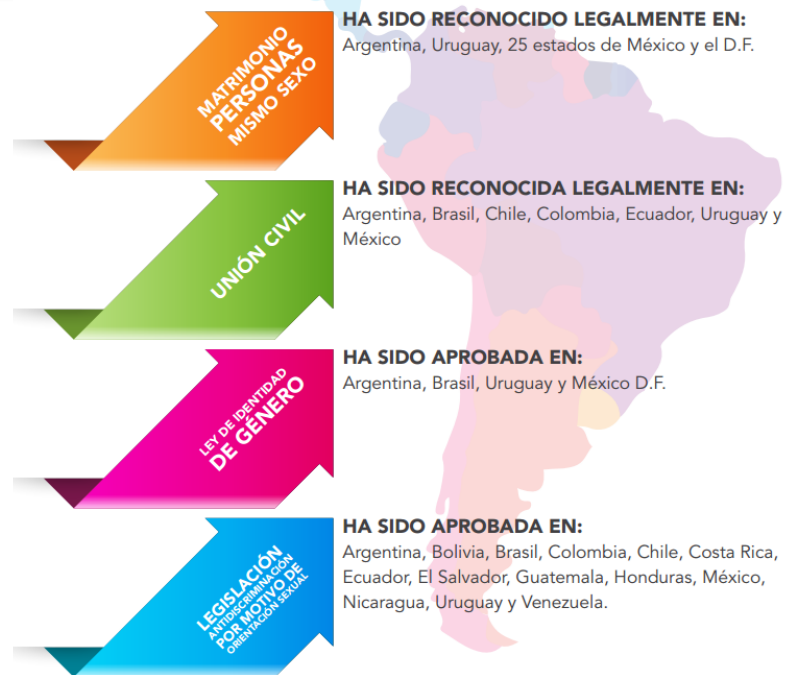 MATRIMONIO
PERSONAS
MISMO SEXO
HA SIDO RECONOCIDO LEGALMENTE EN:
Argentina, Uruguay, 25 estados de México y el D.F.
UNIÓN CIVIL
HA SIDO RECONOCIDA LEGALMENTE EN:
Argentina, Brasil, Chile, Colombia, Ecuador, Uruguay y
México
LEY DE IDENTIDAD
DE GÉNERO
HA SIDO APROBADA EN:
Argentina, Brasil, Uruguay y México D.F.
LEGISLACIÓN
ANTIDISCRIMINACIÓN
POR MOTIVO DE
ORIENTACIÓN SEXUAL
HA SIDO APROBADA EN:
Argentina, Bolivia, Brasil, Colombia, Chile, Costa Rica,
Ecuador, El Salvador, Guatemala, Honduras, México,
Nicaragua, Uruguay y Venezuela.